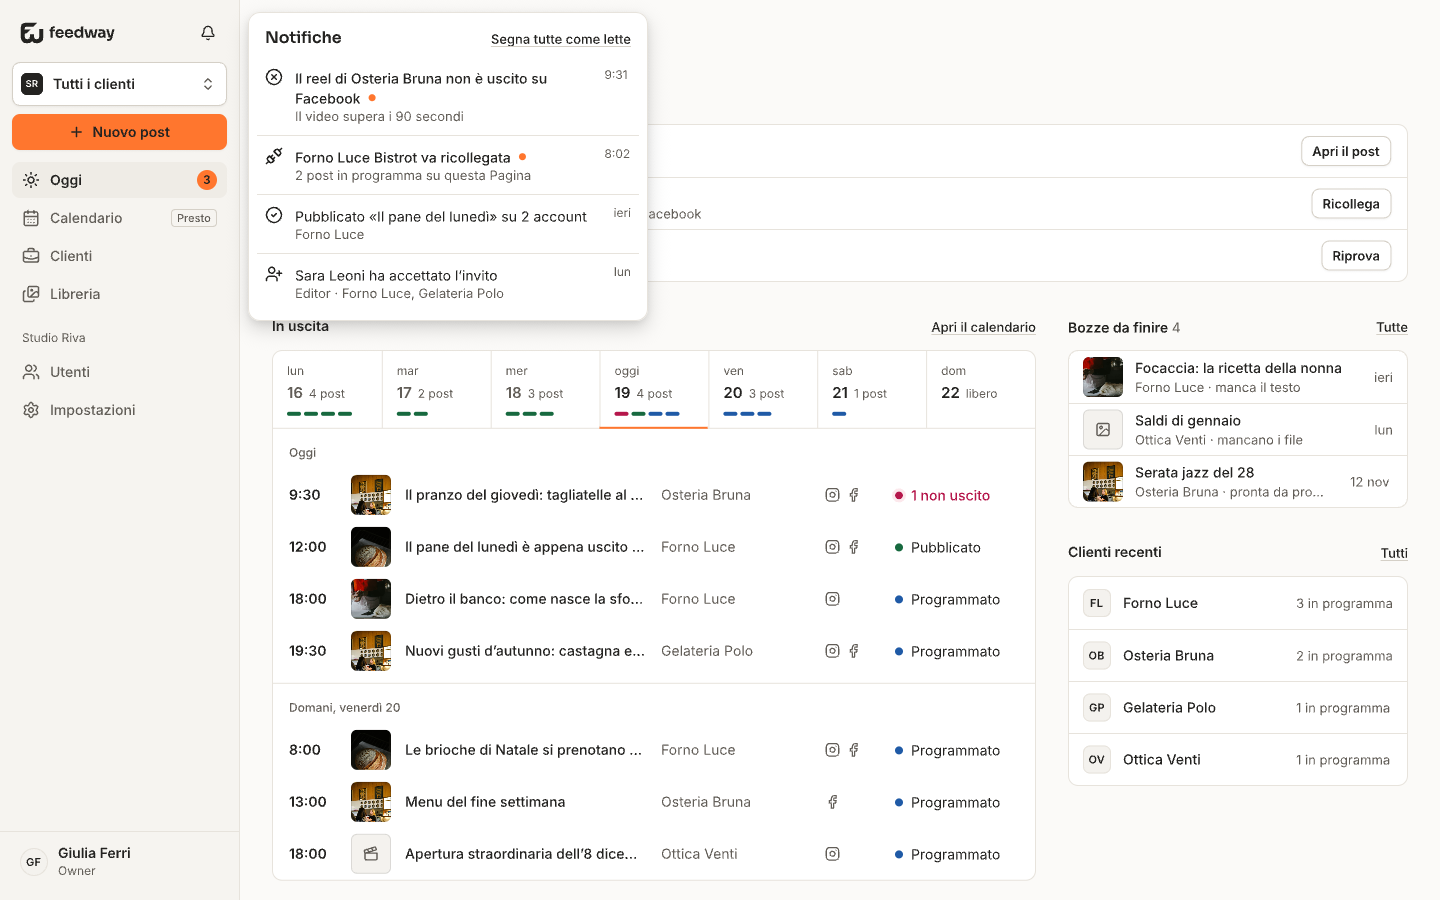 feedway
SR Tutti i clienti
+ Nuovo post
Oggi 3
Calendario Presto
Clienti
Libreria
Studio Riva
Utenti
Impostazioni
GF Giulia Ferri
Owner
Notifiche Segna tutte come lette
Il reel di Osteria Bruna non è uscito su 9:31
Facebook
Il video supera i 90 secondi
Forno Luce Bistrot va ricollegata 8:02
2 post in programma su questa Pagina
Pubblicato «Il pane del lunedì» su 2 account ieri
Forno Luce
Sara Leoni ha accettato l’invito lun
Editor · Forno Luce, Gelateria Polo
Apri il post
acebook Ricollega
Riprova
In uscita Apri il calendario
lun mar mer oggi ven sab dom
16 4 post 17 2 post 18 3 post 19 4 post 20 3 post 21 1 post 22 libero
Oggi
9:30 Il pranzo del giovedì: tagliatelle al ... Osteria Bruna 1 non uscito
12:00 Il pane del lunedì è appena uscito ... Forno Luce Pubblicato
18:00 Dietro il banco: come nasce la sfo... Forno Luce Programmato
19:30 Nuovi gusti d’autunno: castagna e... Gelateria Polo Programmato
Domani, venerdì 20
8:00 Le brioche di Natale si prenotano ... Forno Luce Programmato
13:00 Menu del fine settimana Osteria Bruna Programmato
18:00 Apertura straordinaria dell’8 dice... Ottica Venti Programmato
Bozze da finire 4 Tutte
Focaccia: la ricetta della nonna ieri
Forno Luce · manca il testo
Saldi di gennaio lun
Ottica Venti · mancano i file
Serata jazz del 28 12 nov
Osteria Bruna · pronta da pro...
Clienti recenti Tutti
FL Forno Luce 3 in programma
OB Osteria Bruna 2 in programma
GP Gelateria Polo 1 in programma
OV Ottica Venti 1 in programma